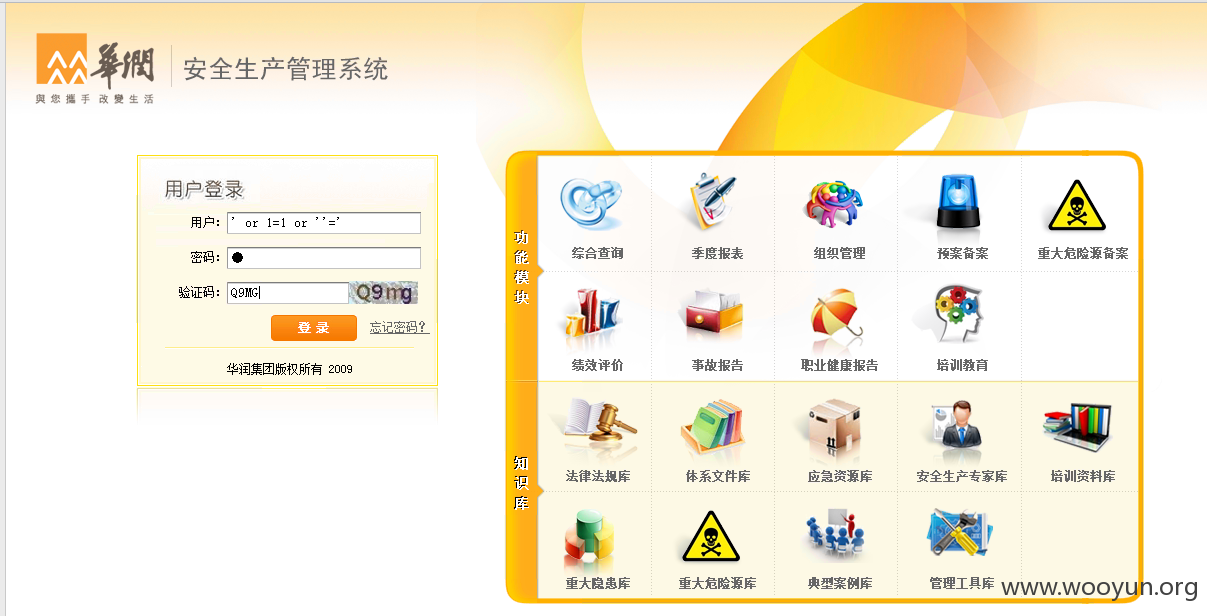 華潤
與您攜手 改變生活
安全生产管理系统
用户登录
用户: ' or 1=1 or ''='
密码: ●
验证码: Q9MG Q9mg
登 录 忘记密码?
华润集团版权所有 2009
功能模块
综合查询 季度报表 组织管理 预案备案 重大危险源备案
绩效评价 事故报告 职业健康报告 培训教育
知识库
法律法规库 体系文件库 应急资源库 安全生产专家库 培训资料库
重大隐患库 重大危险源库 典型案例库 管理工具库
www.wooyun.org